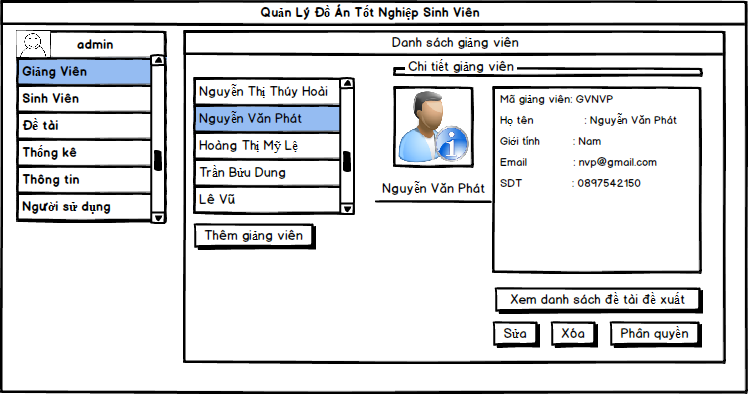 Quản Lý Đồ Án Tốt Nghiệp Sinh Viên
admin
Giảng Viên
Sinh Viên
Đề tài
Thống kê
Thông tin
Người sử dụng
Danh sách giảng viên
Nguyễn Thị Thúy Hoài
Nguyễn Văn Phát
Hoàng Thị Mỹ Lệ
Trần Bửu Dung
Lê Vũ
Thêm giảng viên
Chi tiết giảng viên
Nguyễn Văn Phát
Mã giảng viên: GVNVP
Họ tên : Nguyễn Văn Phát
Giới tính : Nam
Email : nvp@gmail.com
SDT : 0897542150
Xem danh sách đề tài đề xuất
Sửa
Xóa
Phân quyền